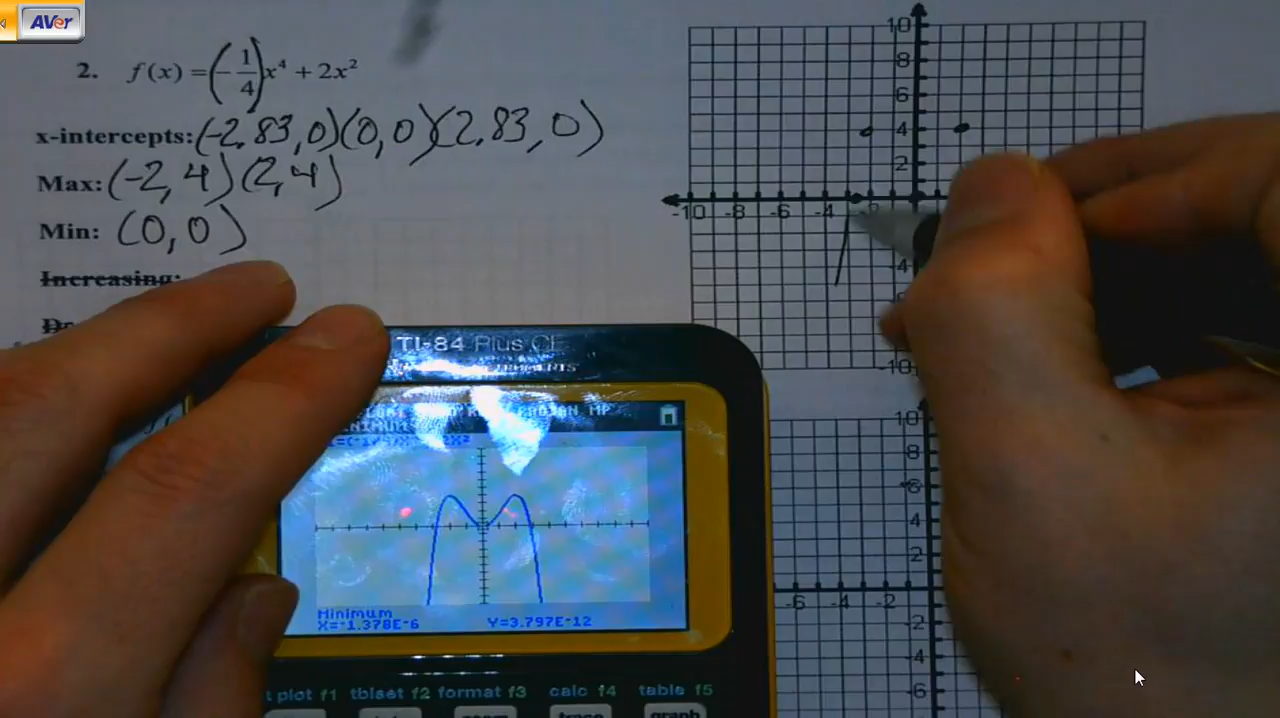 AVer
2. f(x) = (-1/4)x⁴ + 2x²
x-intercepts: (-2.83, 0)(0, 0)(2.83, 0)
Max: (-2, 4)(2, 4)
Min: (0, 0)
Increasing:
10
8
6
4
2
-10 -8 -6 -4 -2
-10
TI-84 Plus CE
Minimum
X=-1.378E-6 Y=3.797E-12
10
8
6
4
2
-6 -4 -2
-2
-4
-6
t plot f1 tblset f2 format f3 calc f4 table f5
trace graph